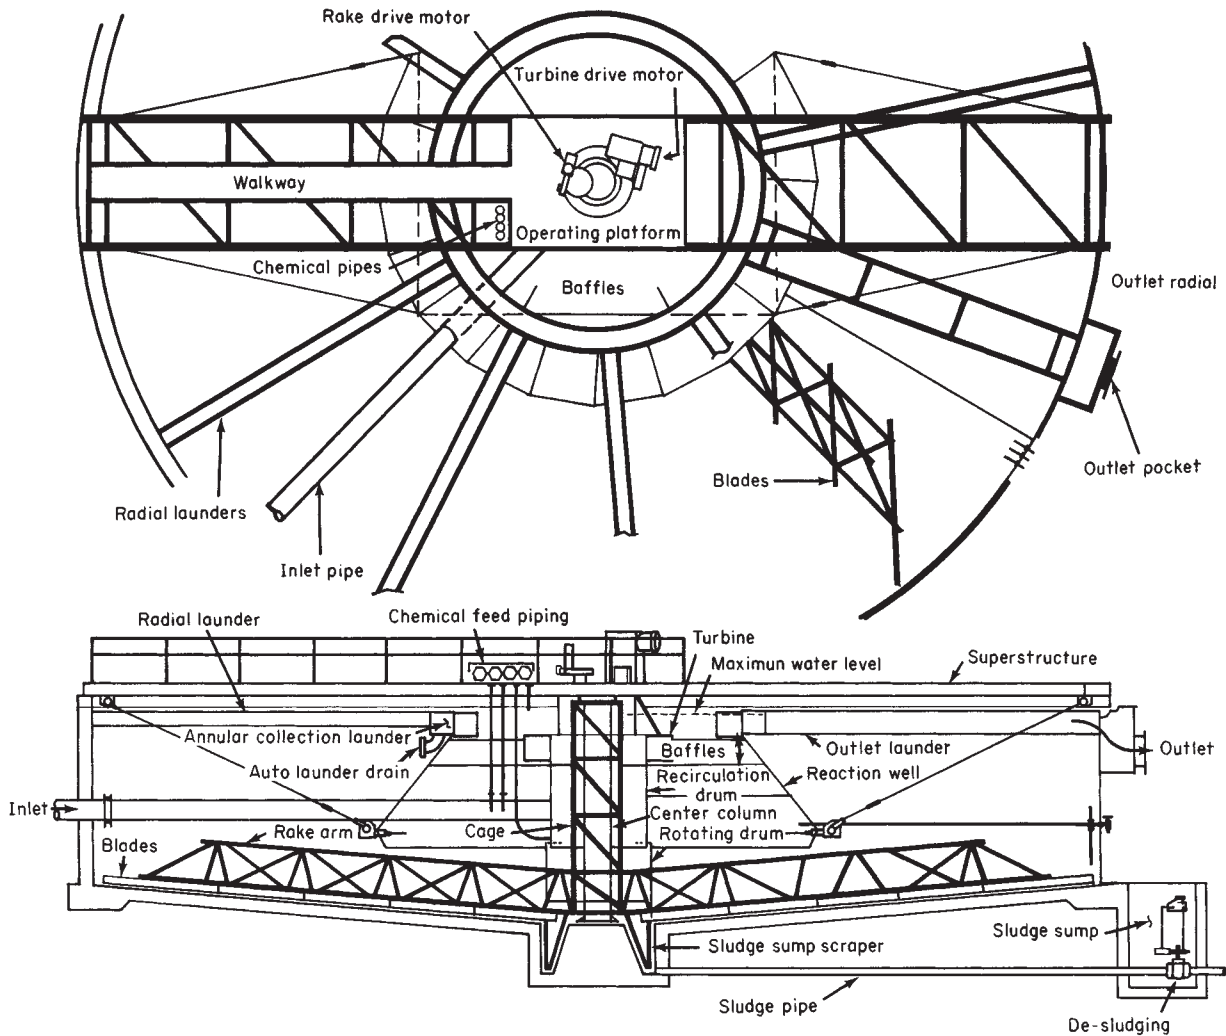 Rake drive motor
Turbine drive motor
Walkway
Operating platform
Chemical pipes
Baffles
Outlet radial
Outlet pocket
Blades
Radial launders
Inlet pipe
Chemical feed piping
Radial launder
Turbine
Maximun water level
Superstructure
Annular collection launder
Baffles
Outlet launder
Outlet
Auto launder drain
Recirculation
drum
Reaction well
Inlet
Cage
Center column
Rake arm
Rotating drum
Blades
Sludge sump
Sludge sump scraper
Sludge pipe
De-sludging